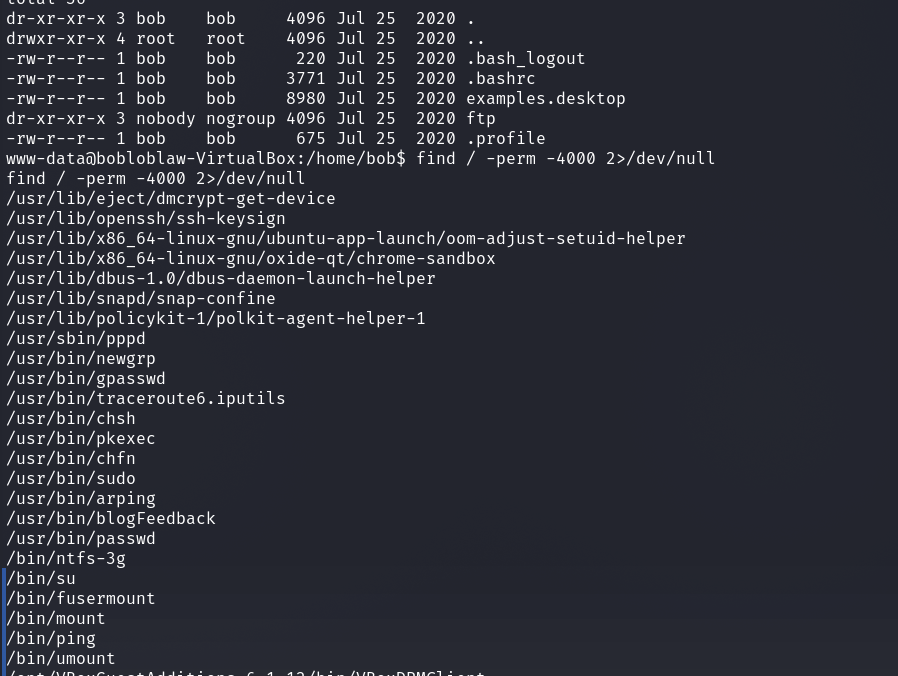 total 36
dr-xr-xr-x 3 bob    bob     4096 Jul 25  2020 .
drwxr-xr-x 4 root   root    4096 Jul 25  2020 ..
-rw-r--r-- 1 bob    bob      220 Jul 25  2020 .bash_logout
-rw-r--r-- 1 bob    bob     3771 Jul 25  2020 .bashrc
-rw-r--r-- 1 bob    bob     8980 Jul 25  2020 examples.desktop
dr-xr-xr-x 3 nobody nogroup 4096 Jul 25  2020 ftp
-rw-r--r-- 1 bob    bob      675 Jul 25  2020 .profile
www-data@bobloblaw-VirtualBox:/home/bob$ find / -perm -4000 2>/dev/null
find / -perm -4000 2>/dev/null
/usr/lib/eject/dmcrypt-get-device
/usr/lib/openssh/ssh-keysign
/usr/lib/x86_64-linux-gnu/ubuntu-app-launch/oom-adjust-setuid-helper
/usr/lib/x86_64-linux-gnu/oxide-qt/chrome-sandbox
/usr/lib/dbus-1.0/dbus-daemon-launch-helper
/usr/lib/snapd/snap-confine
/usr/lib/policykit-1/polkit-agent-helper-1
/usr/sbin/pppd
/usr/bin/newgrp
/usr/bin/gpasswd
/usr/bin/traceroute6.iputils
/usr/bin/chsh
/usr/bin/pkexec
/usr/bin/chfn
/usr/bin/sudo
/usr/bin/arping
/usr/bin/blogFeedback
/usr/bin/passwd
/bin/ntfs-3g
/bin/su
/bin/fusermount
/bin/mount
/bin/ping
/bin/umount